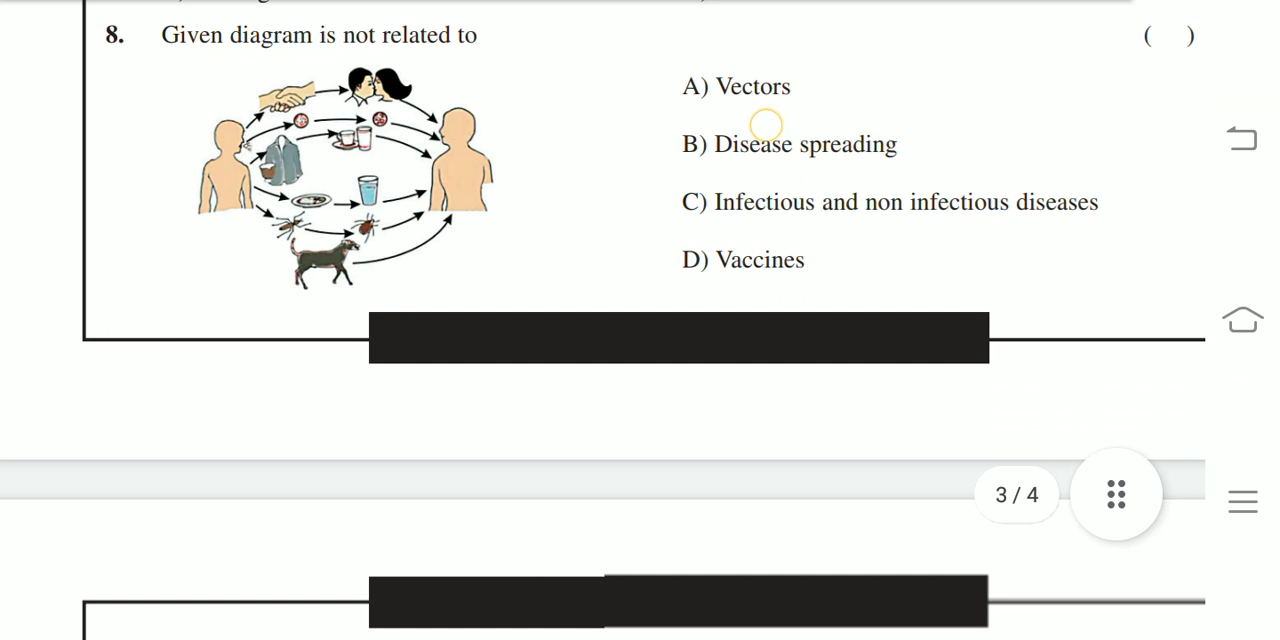 8. Given diagram is not related to ( )
A) Vectors
B) Disease spreading
C) Infectious and non infectious diseases
D) Vaccines
3 / 4